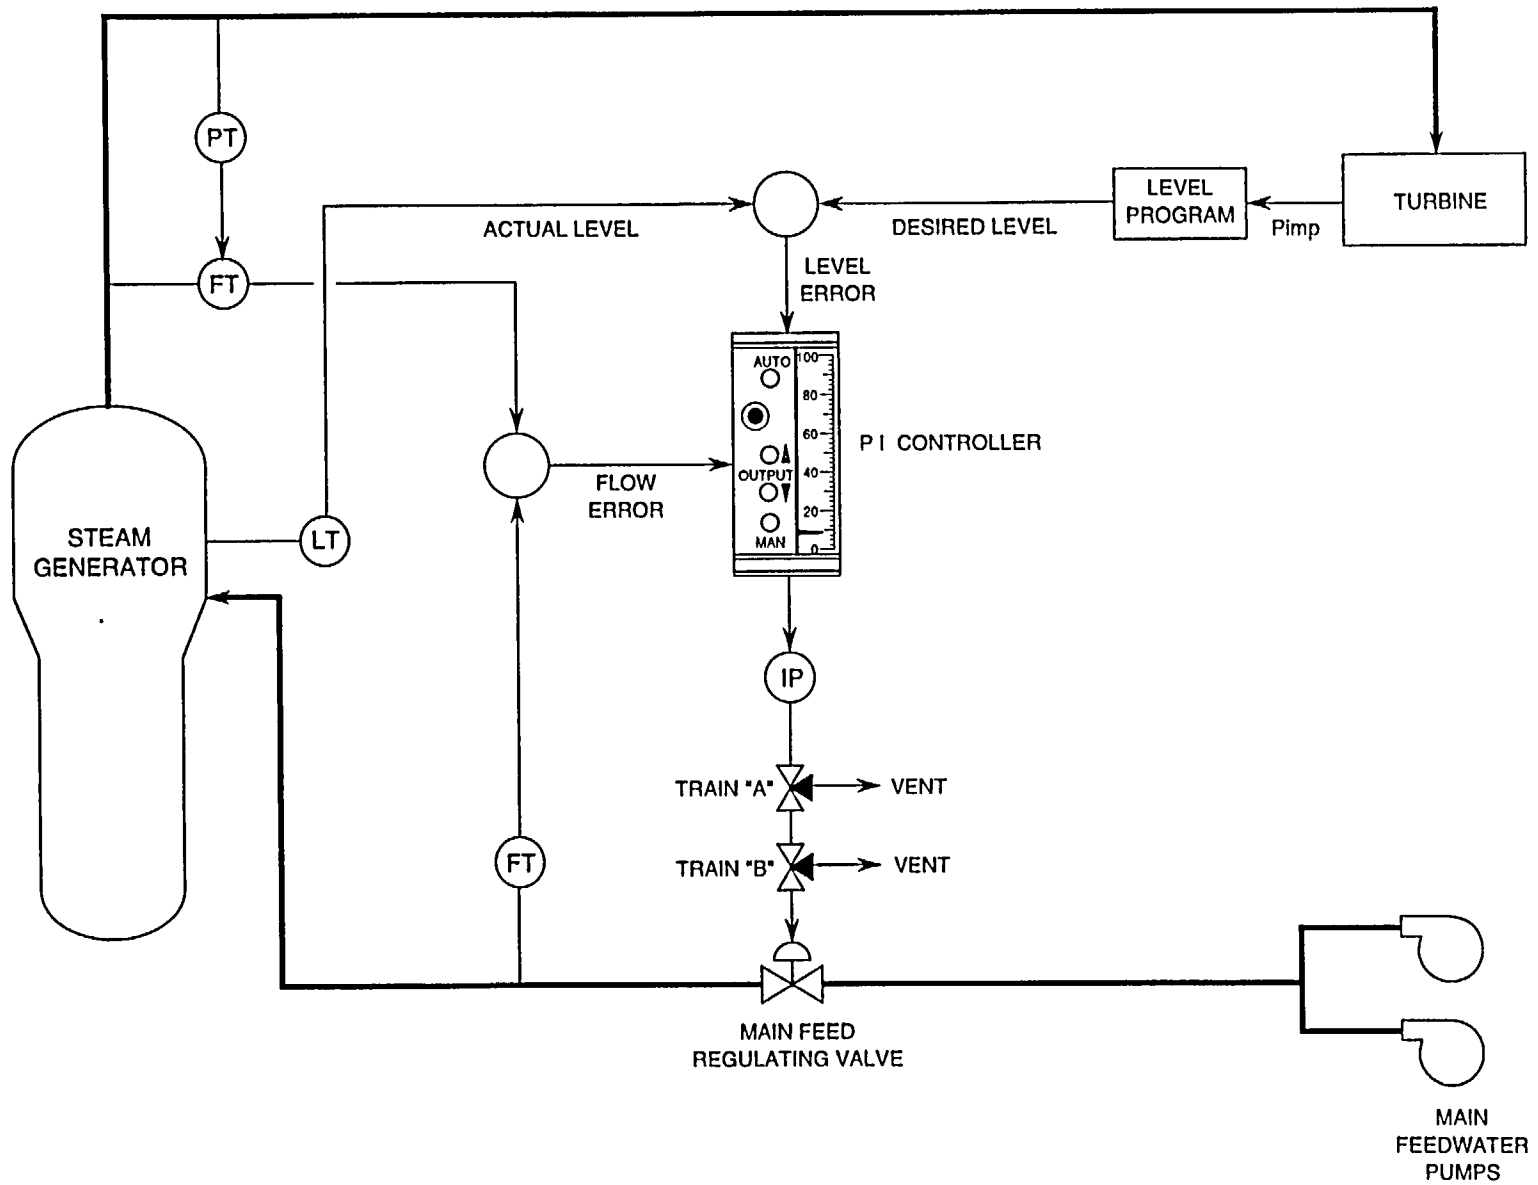 PT
FT
ACTUAL LEVEL
DESIRED LEVEL
LEVEL
PROGRAM
Pimp
TURBINE
LEVEL
ERROR
AUTO
100
80
60
40
20
0
OUTPUT
MAN
P I CONTROLLER
FLOW
ERROR
STEAM
GENERATOR
LT
IP
TRAIN "A"
VENT
TRAIN "B"
VENT
FT
MAIN FEED
REGULATING VALVE
MAIN
FEEDWATER
PUMPS